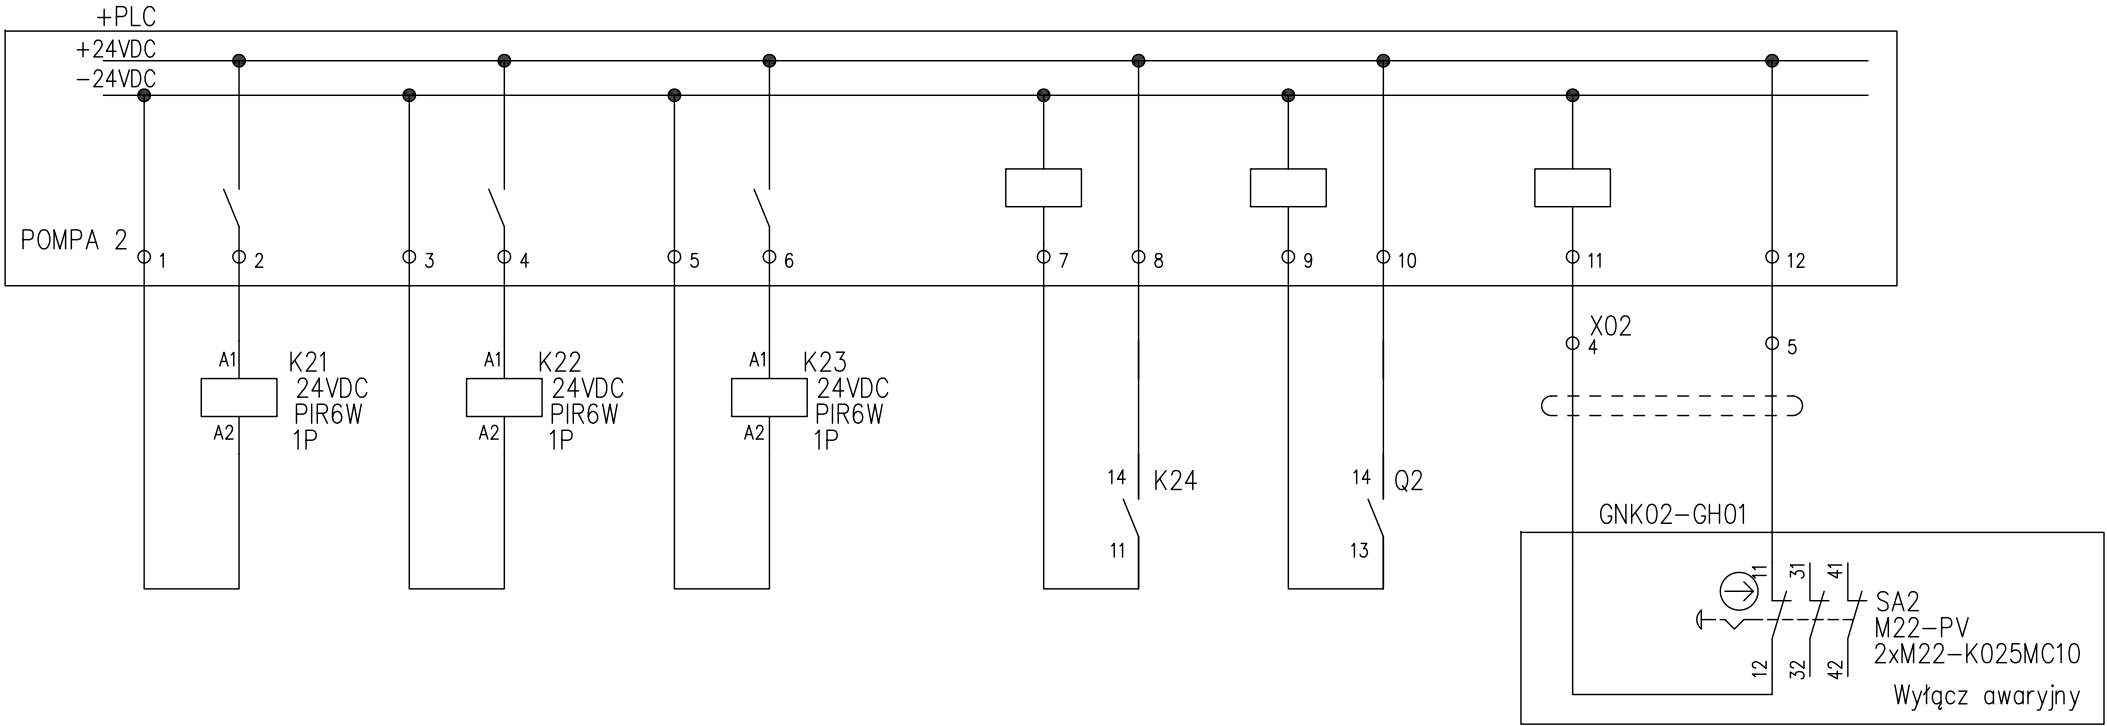 +PLC
+24VDC
-24VDC
POMPA 2
1
2
3
4
5
6
7
8
9
10
11
12
X02
4
5
A1
K21
24VDC
PIR6W
A2
1P
A1
K22
24VDC
PIR6W
A2
1P
A1
K23
24VDC
PIR6W
A2
1P
14
K24
11
14
Q2
13
GNK02-GH01
11
31
41
SA2
M22-PV
2xM22-K025MC10
12
32
42
Wyłącz awaryjny